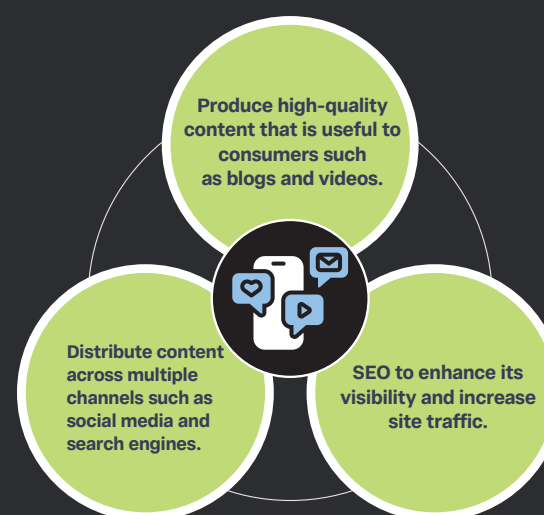 Produce high-quality
content that is useful to
consumers such
as blogs and videos.
Distribute content
across multiple
channels such as
social media and
search engines.
SEO to enhance its
visibility and increase
site traffic.